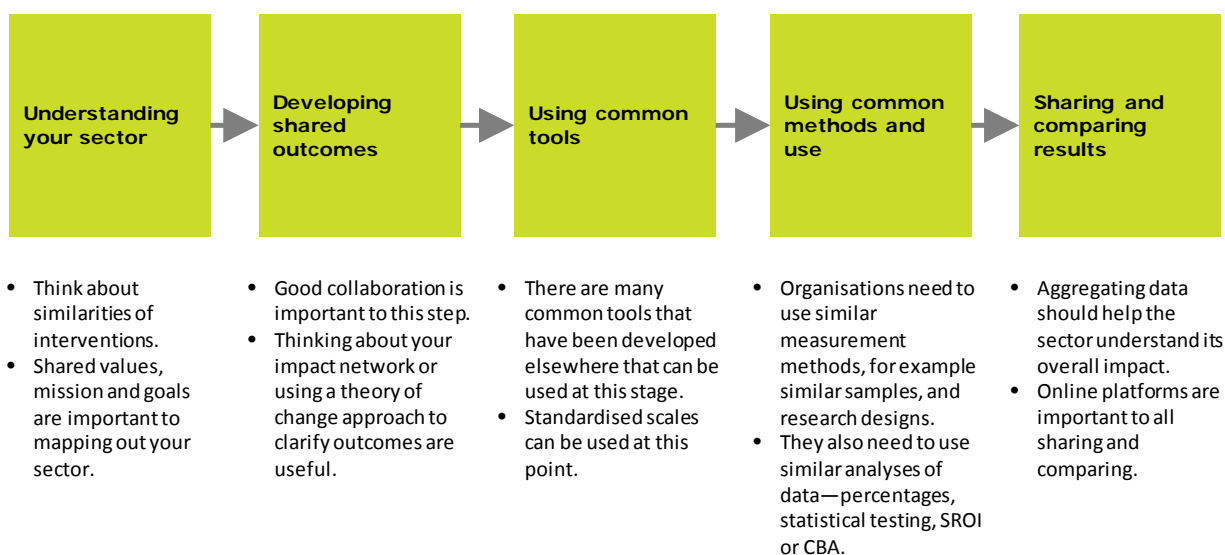 Understanding
your sector
Developing
shared
outcomes
Using common
tools
Using common
methods and
use
Sharing and
comparing
results
• Think about
similarities of
interventions.
• Shared values,
mission and goals
are important to
mapping out your
sector.
• Good collaboration is
important to this step.
• Thinking about your
impact network or
using a theory of
change approach to
clarify outcomes are
useful.
• There are many
common tools that
have been developed
elsewhere that can be
used at this stage.
• Standardised scales
can be used at this
point.
• Organisations need to
use similar
measurement
methods, for example
similar samples, and
research designs.
• They also need to use
similar analyses of
data—percentages,
statistical testing, SROI
or CBA.
• Aggregating data
should help the
sector understand its
overall impact.
• Online platforms are
important to all
sharing and
comparing.